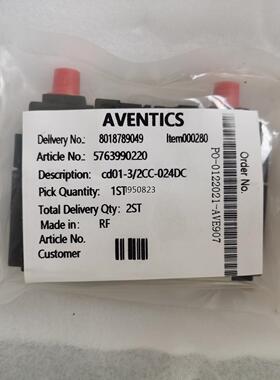 AVENTICS
Delivery No.: 8018789049 Item000280
Article No.: 5763990220
Description: cd01-3/2CC-024DC
Pick Quantity: 1ST1950823
Total Delivery Qty: 2ST
Made in: RF
Article No.
Customer
Order No.
PO-0122021-AVE907